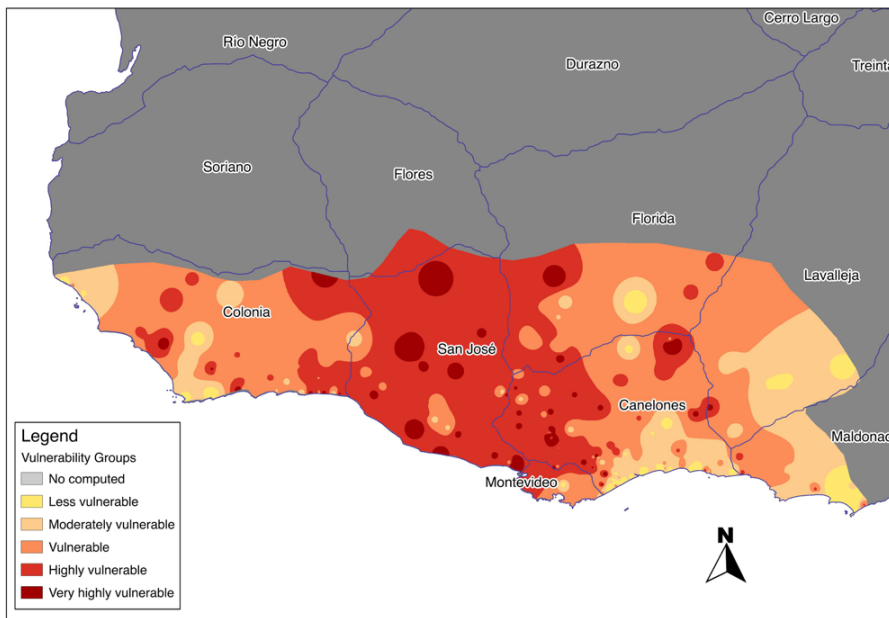 Cerro Largo
Río Negro
Durazno
Treinta
Soriano
Flores
Florida
Lavalleja
Colonia
San José
Canelones
Maldonad
Montevideo
Legend
Vulnerability Groups
No computed
Less vulnerable
Moderately vulnerable
Vulnerable
Highly vulnerable
Very highly vulnerable
N